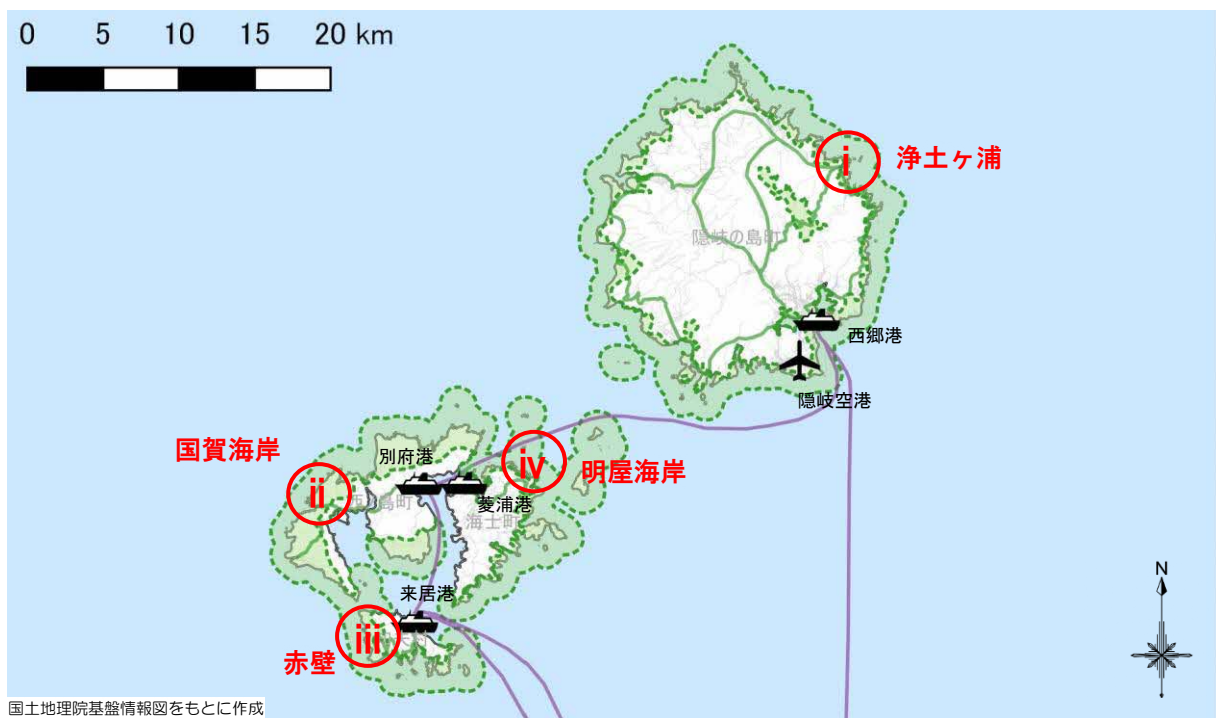 0 5 10 15 20 km
i
浄土ヶ浦
隠岐の島町
西郷港
隠岐空港
国賀海岸
別府港
iv
明屋海岸
ii
菱浦港
海士町
来居港
iii
赤壁
N
国土地理院基盤情報図をもとに作成